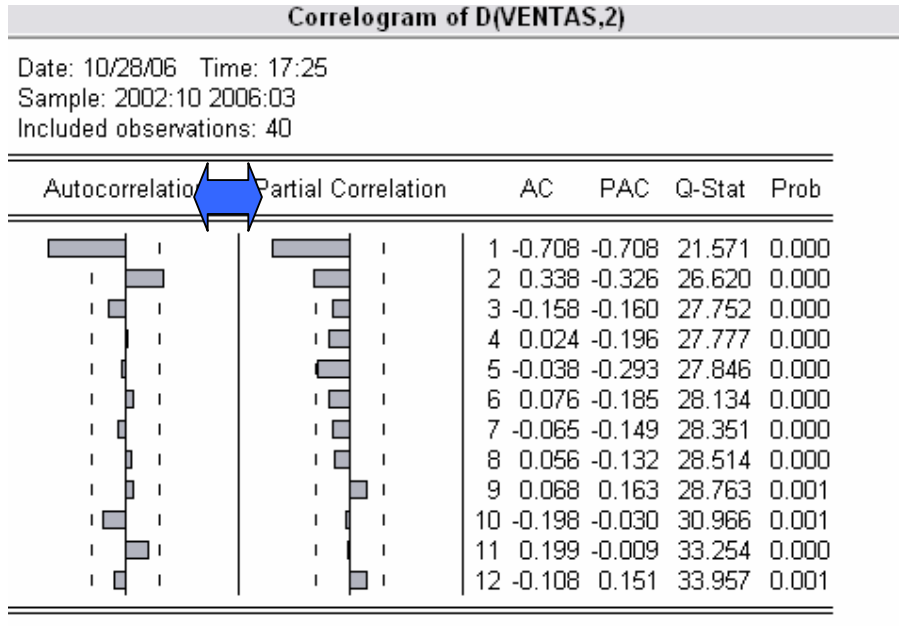 Correlogram of D(VENTAS,2)
Date: 10/28/06 Time: 17:25
Sample: 2002:10 2006:03
Included observations: 40
Autocorrelation Partial Correlation AC PAC Q-Stat Prob
1 -0.708 -0.708 21.571 0.000
2 0.338 -0.326 26.620 0.000
3 -0.158 -0.160 27.752 0.000
4 0.024 -0.196 27.777 0.000
5 -0.038 -0.293 27.846 0.000
6 0.076 -0.185 28.134 0.000
7 -0.065 -0.149 28.351 0.000
8 0.056 -0.132 28.514 0.000
9 0.068 0.163 28.763 0.001
10 -0.198 -0.030 30.966 0.001
11 0.199 -0.009 33.254 0.000
12 -0.108 0.151 33.957 0.001